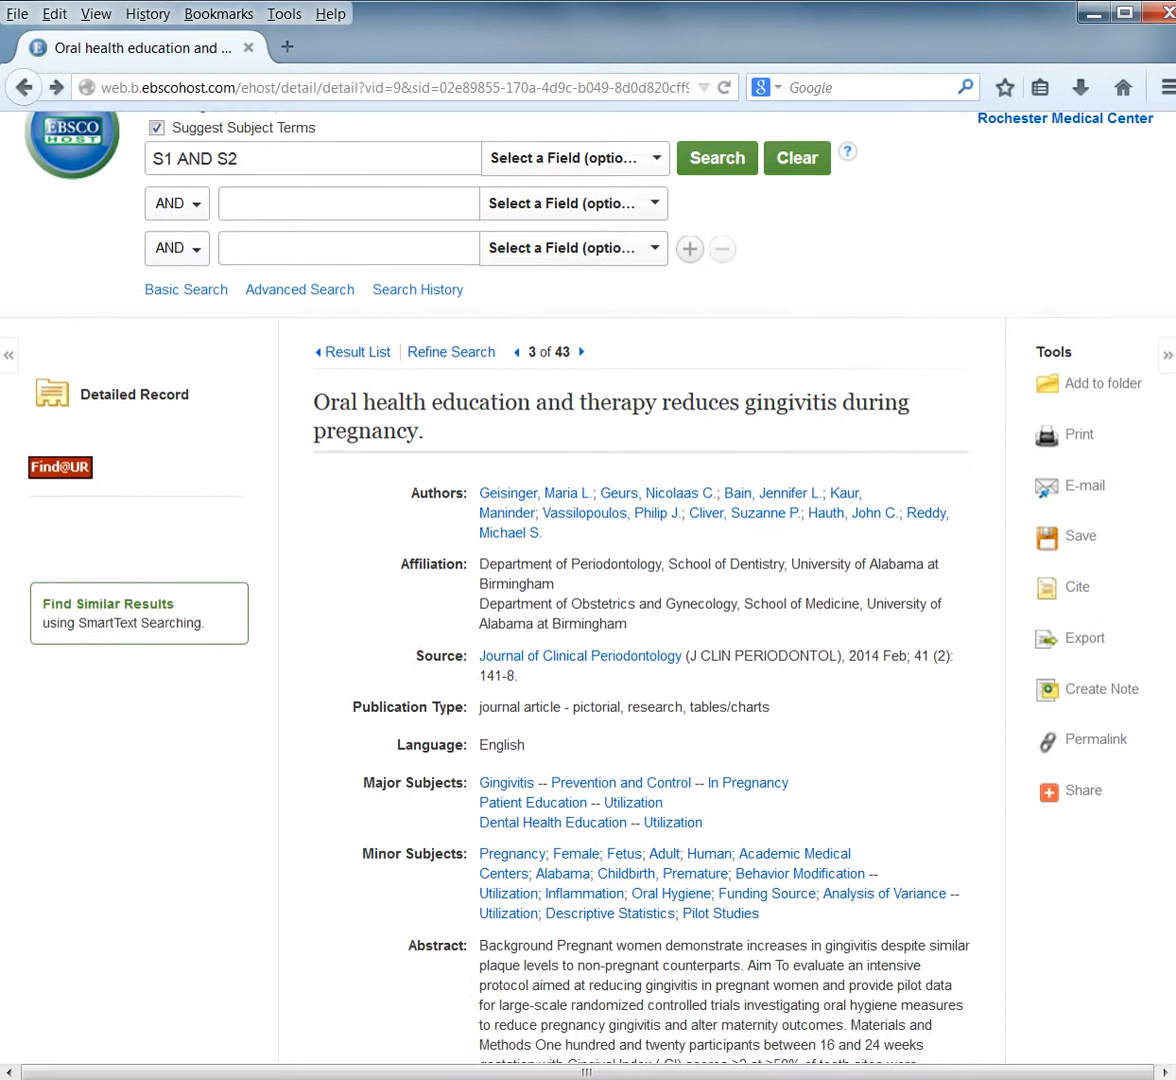 File Edit View History Bookmarks Tools Help
Oral health education and ...
web.b.ebscohost.com/ehost/detail/detail?vid=9&sid=02e89855-170a-4d9c-b049-8d0d820cff9
Google
EBSCO
HOST
Suggest Subject Terms
Rochester Medical Center
S1 AND S2 Select a Field (optio... Search Clear ?
AND Select a Field (optio...
AND Select a Field (optio...
Basic Search Advanced Search Search History
Result List Refine Search 3 of 43
Tools
Detailed Record
Find@UR
Find Similar Results
using SmartText Searching.
Oral health education and therapy reduces gingivitis during
pregnancy.
Authors: Geisinger, Maria L.; Geurs, Nicolaas C.; Bain, Jennifer L.; Kaur,
Maninder; Vassilopoulos, Philip J.; Cliver, Suzanne P.; Hauth, John C.; Reddy,
Michael S.
Affiliation: Department of Periodontology, School of Dentistry, University of Alabama at
Birmingham
Department of Obstetrics and Gynecology, School of Medicine, University of
Alabama at Birmingham
Source: Journal of Clinical Periodontology (J CLIN PERIODONTOL), 2014 Feb; 41 (2):
141-8.
Publication Type: journal article - pictorial, research, tables/charts
Language: English
Major Subjects: Gingivitis -- Prevention and Control -- In Pregnancy
Patient Education -- Utilization
Dental Health Education -- Utilization
Minor Subjects: Pregnancy; Female; Fetus; Adult; Human; Academic Medical
Centers; Alabama; Childbirth, Premature; Behavior Modification --
Utilization; Inflammation; Oral Hygiene; Funding Source; Analysis of Variance --
Utilization; Descriptive Statistics; Pilot Studies
Abstract: Background Pregnant women demonstrate increases in gingivitis despite similar
plaque levels to non-pregnant counterparts. Aim To evaluate an intensive
protocol aimed at reducing gingivitis in pregnant women and provide pilot data
for large-scale randomized controlled trials investigating oral hygiene measures
to reduce pregnancy gingivitis and alter maternity outcomes. Materials and
Methods One hundred and twenty participants between 16 and 24 weeks
Add to folder
Print
E-mail
Save
Cite
Export
Create Note
Permalink
Share